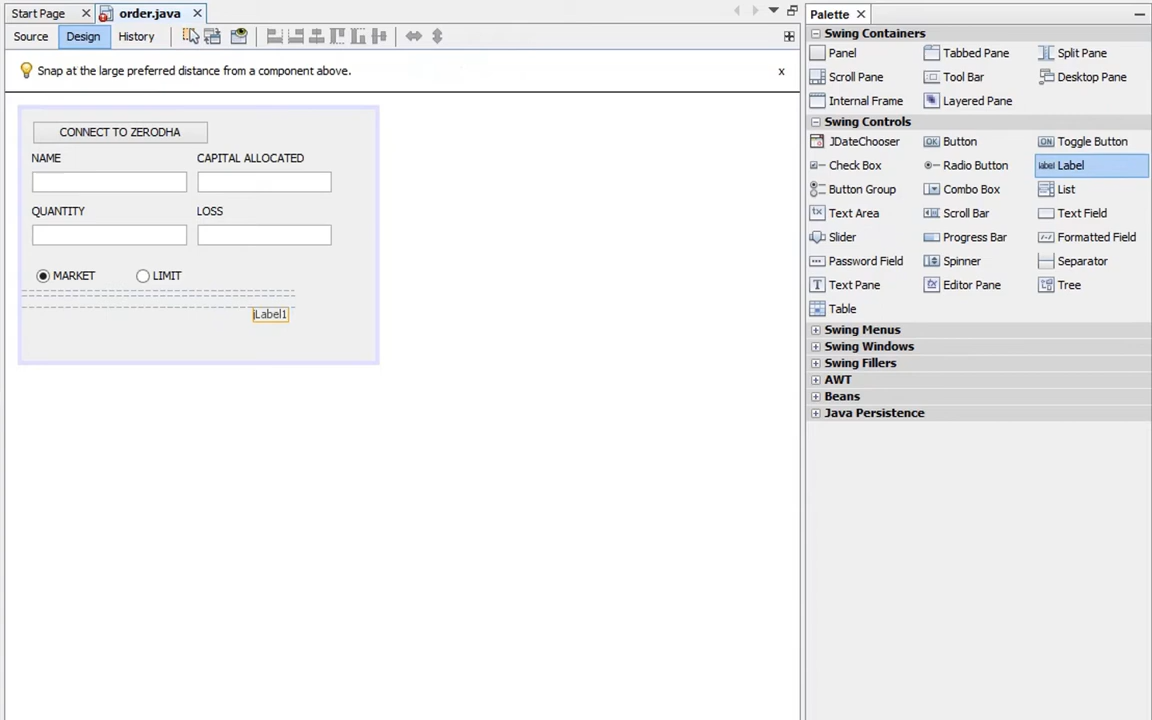 Start Page
order.java
Palette
Source Design History
Snap at the large preferred distance from a component above.
x
CONNECT TO ZERODHA
NAME CAPITAL ALLOCATED
QUANTITY LOSS
MARKET LIMIT
jLabel1
Swing Containers
Panel Tabbed Pane Split Pane
Scroll Pane Tool Bar Desktop Pane
Internal Frame Layered Pane
Swing Controls
JDateChooser OK Button ON Toggle Button
Check Box Radio Button label Label
Button Group Combo Box List
Text Area Scroll Bar Text Field
Slider Progress Bar Formatted Field
Password Field Spinner Separator
Text Pane Editor Pane Tree
Table
Swing Menus
Swing Windows
Swing Fillers
AWT
Beans
Java Persistence